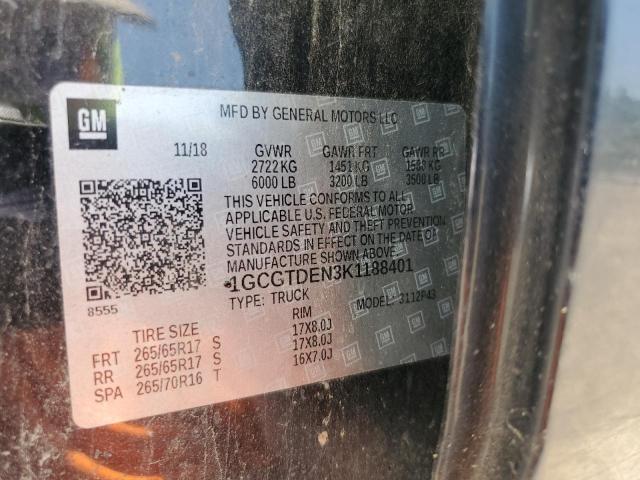 GM
MFD BY GENERAL MOTORS LLC
11/18 GVWR GAWR FRT GAWR RR
2722 KG 1451 KG 1588 KG
6000 LB 3200 LB 3500 LB
THIS VEHICLE CONFORMS TO ALL
APPLICABLE U.S. FEDERAL MOTOR
VEHICLE SAFETY AND THEFT PREVENTION
STANDARDS IN EFFECT ON THE DATE OF
MANUFACTURE SHOWN ABOVE.
1GCGTDEN3K1188401
8555 TYPE: TRUCK MODEL: 3112P43
TIRE SIZE RIM
FRT 265/65R17 S 17X8.0J
RR 265/65R17 S 17X8.0J
SPA 265/70R16 T 16X7.0J